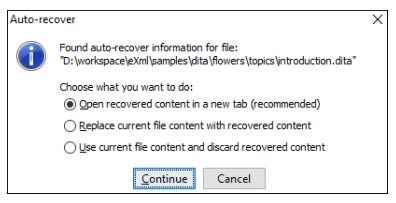 Auto-recover
Found auto-recover information for file:
"D:\workspace\eXml\samples\dita\flowers\topics\introduction.dita"
Choose what you want to do:
Open recovered content in a new tab (recommended)
Replace current file content with recovered content
Use current file content and discard recovered content
Continue Cancel